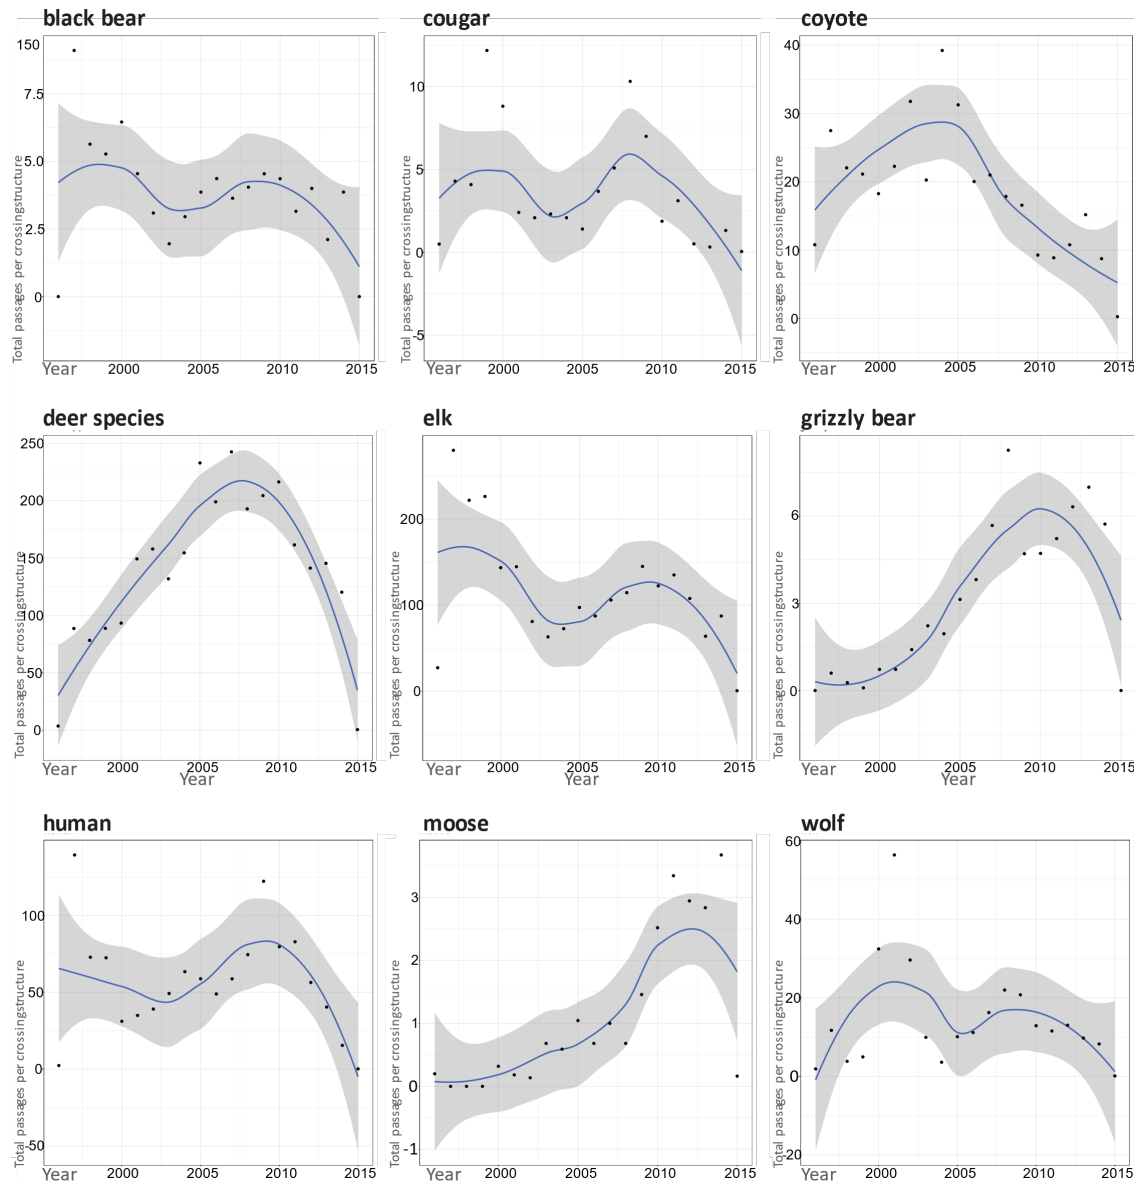 black bear
150
7.5
5.0
2.5
0
Total passages per crossingstructure
Year 2000 2005 2010 2015
cougar
10
5
0
-5
Total passages per crossingstructure
Year 2000 2005 2010 2015
coyote
40
30
20
10
0
Total passages per crossingstructure
Year 2000 2005 2010 2015
deer species
250
200
150
100
50
0
Total passages per crossingstructure
Year 2000 2005 2010 2015
Year
elk
200
100
0
Total passages per crossingstructure
Year 2000 2005 2010 2015
Year
grizzly bear
6
3
0
Total passages per crossingstructure
Year 2000 2005 2010 2015
Year
human
100
50
0
-50
Total passages per crossingstructure
Year 2000 2005 2010 2015
moose
3
2
1
0
-1
Total passages per crossingstructure
Year 2000 2005 2010 2015
wolf
60
40
20
0
-20
Total passages per crossingstructure
Year 2000 2005 2010 2015